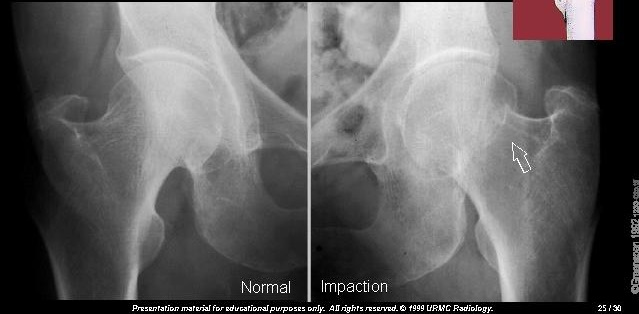 Normal
Impaction
Presentation material for educational purposes only. All rights reserved. © 1999 URMC Radiology.
25 / 30